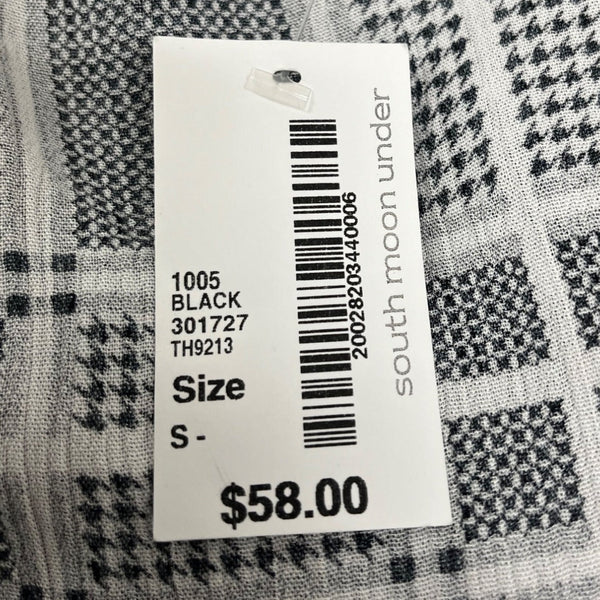 1005
BLACK
301727
TH9213
Size
S -
$58.00
20028203440006
south moon under